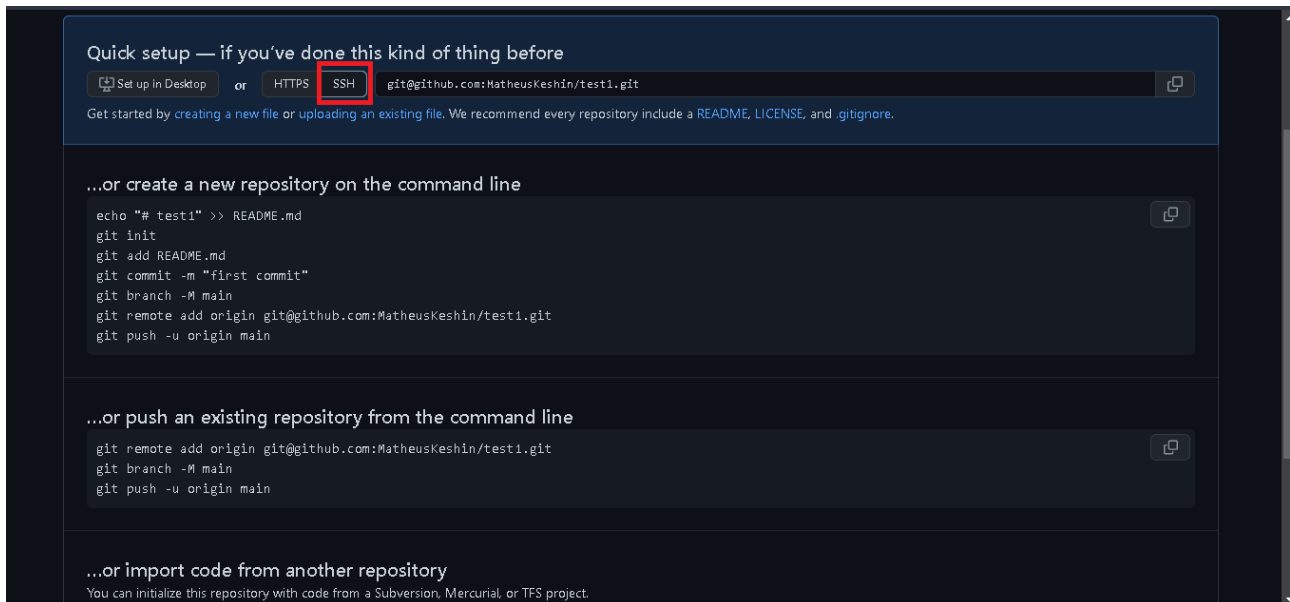 Quick setup — if you've done this kind of thing before
Set up in Desktop or HTTPS SSH git@github.com:MatheusKeshin/test1.git
Get started by creating a new file or uploading an existing file. We recommend every repository include a README, LICENSE, and .gitignore.
...or create a new repository on the command line
echo "# test1" >> README.md
git init
git add README.md
git commit -m "first commit"
git branch -M main
git remote add origin git@github.com:MatheusKeshin/test1.git
git push -u origin main
...or push an existing repository from the command line
git remote add origin git@github.com:MatheusKeshin/test1.git
git branch -M main
git push -u origin main
...or import code from another repository
You can initialize this repository with code from a Subversion, Mercurial, or TFS project.